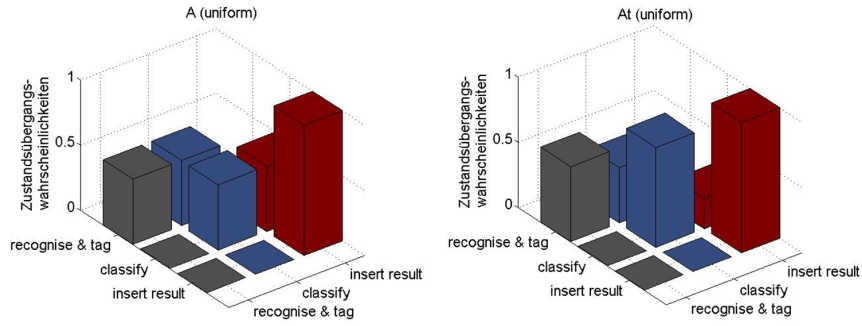 A (uniform)
Zustandsübergangs-
wahrscheinlichkeiten
1
0.5
0
recognise & tag
classify
insert result
insert result
classify
recognise & tag
At (uniform)
Zustandsübergangs-
wahrscheinlichkeiten
1
0.5
0
recognise & tag
classify
insert result
insert result
classify
recognise & tag